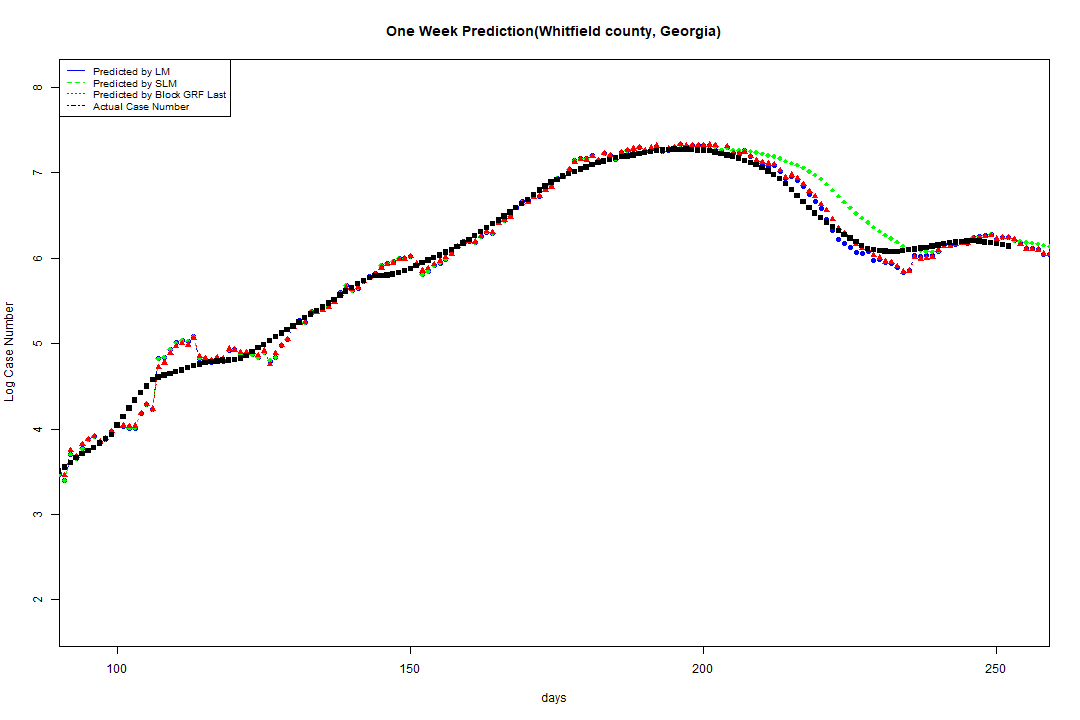 One Week Prediction(Whitfield county, Georgia)
Predicted by LM
Predicted by SLM
Predicted by Block GRF Last
Actual Case Number
8
7
6
5
4
3
2
Log Case Number
100 150 200 250
days